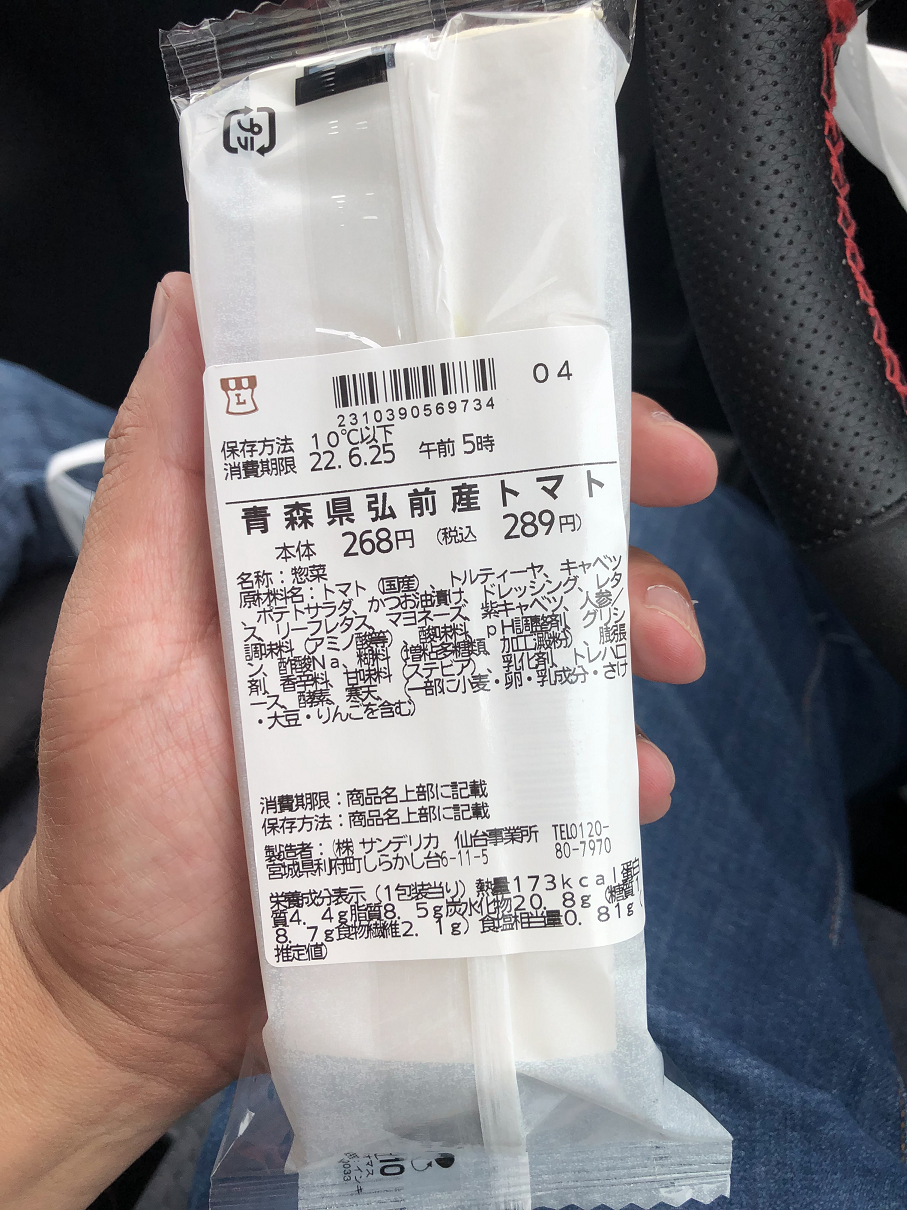 プラ
L
2310390569734
04
保存方法 10℃以下
消費期限 22.6.25 午前5時
青森県弘前産トマト
本体 268円 (税込 289円)
名称：惣菜
原材料名：トマト（国産）、トルティーヤ、キャベツ
、ポテトサラダ、かつお油漬け、ドレッシング、レタ
ス、リーフレタス、マヨネーズ、紫キャベツ、人参／
調味料（アミノ酸等）、酸味料、pH調整剤、グリシ
ン、酢酸Na、糊料（増粘多糖類、加工澱粉）、膨張
剤、香辛料、甘味料（ステビア）、乳化剤、トレハロ
ース、酵素、寒天、（一部に小麦・卵・乳成分・さけ
・大豆・りんごを含む）
消費期限：商品名上部に記載
保存方法：商品名上部に記載
製造者：(株)サンデリカ 仙台事業所 TEL0120-
宮城県利府町しらかし台6-11-5 80-7970
栄養成分表示（1包装当り）熱量173kcal蛋白
質4.4g脂質8.5g炭水化物20.8g（糖質1
8.7g食物繊維2.1g）食塩相当量0.81g（
推定値）